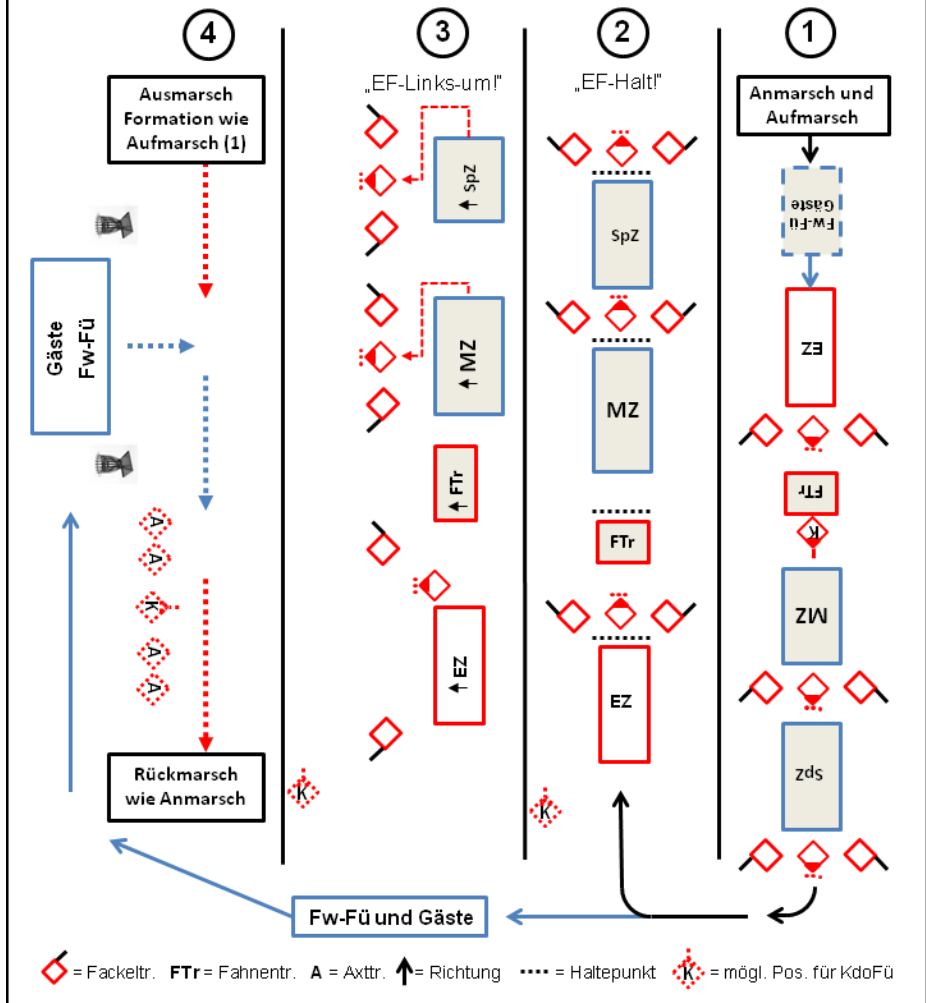 4
3
2
1
Ausmarsch
Formation wie
Aufmarsch (1)
Gäste
Fw-Fü
A
A
K
A
A
Rückmarsch
wie Anmarsch
„EF-Links-um!"
SpZ
MZ
FTr
EZ
K
„EF-Halt!"
SpZ
MZ
FTr
EZ
K
Anmarsch und
Aufmarsch
Fw-Fü
Gäste
EZ
FTr
K
MZ
SpZ
Fw-Fü und Gäste
= Fackeltr. FTr = Fahnentr. A = Axttr. = Richtung = Haltepunkt K = mögl. Pos. für KdoFü